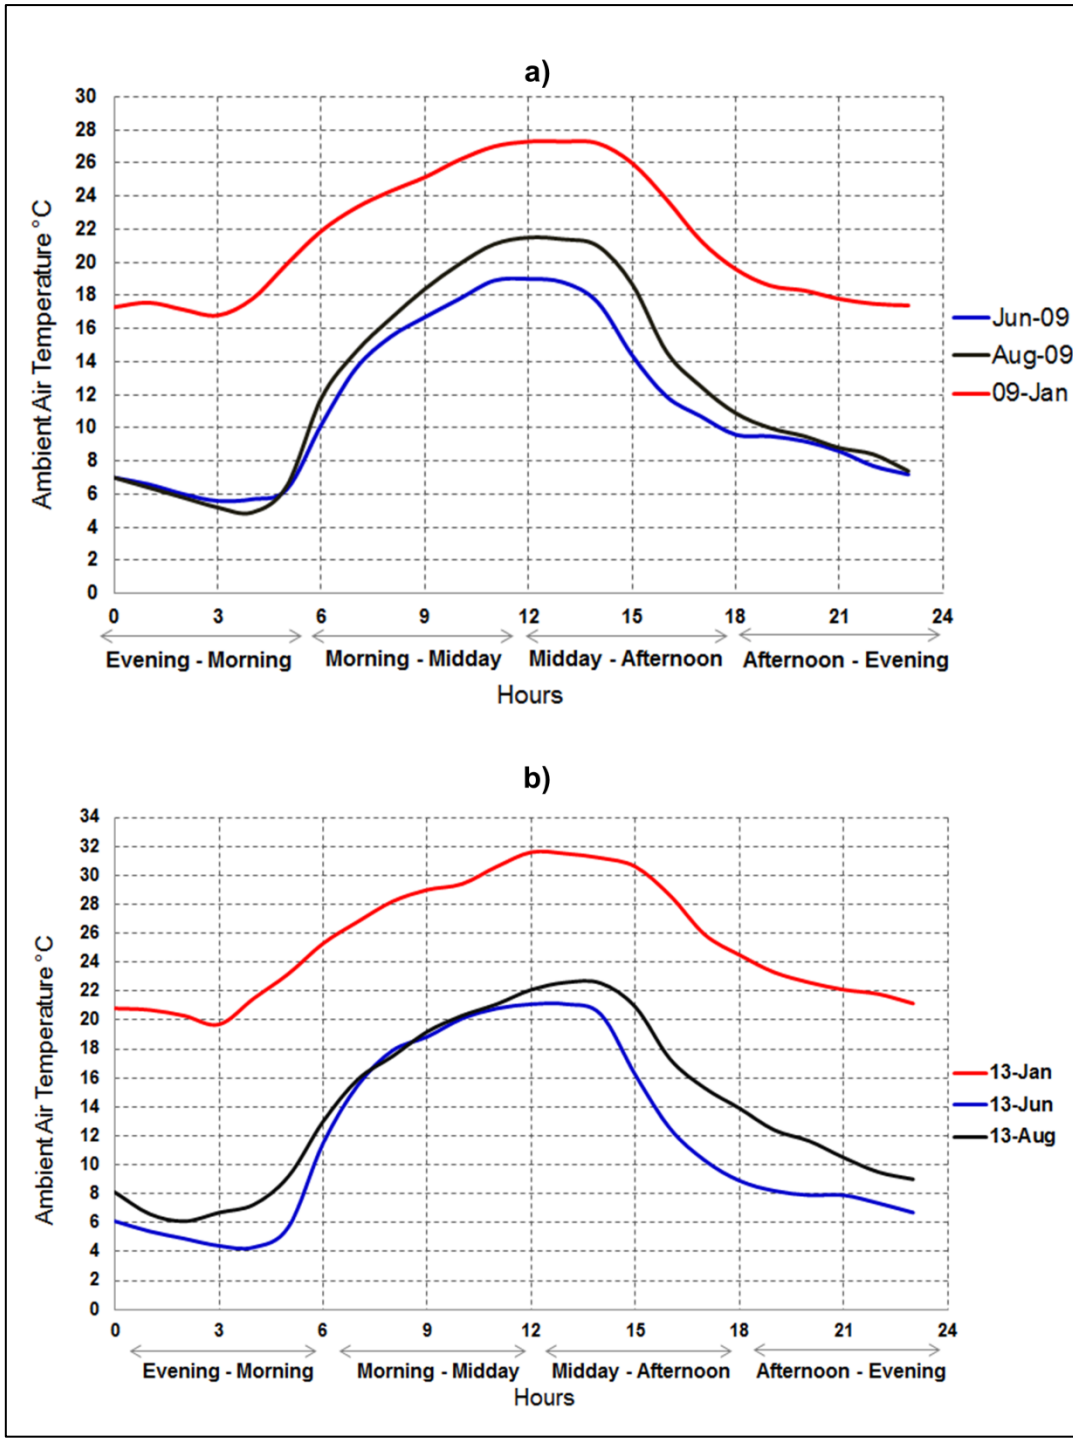 a)
30
28
26
24
22
20
18
16
14
12
10
8
6
4
2
0
Ambient Air Temperature °C
Jun-09
Aug-09
09-Jan
0 3 6 9 12 15 18 21 24
Evening - Morning Morning - Midday Midday - Afternoon Afternoon - Evening
Hours
b)
34
32
30
28
26
24
22
20
18
16
14
12
10
8
6
4
2
0
Ambient Air Temperature °C
13-Jan
13-Jun
13-Aug
0 3 6 9 12 15 18 21 24
Evening - Morning Morning - Midday Midday - Afternoon Afternoon - Evening
Hours